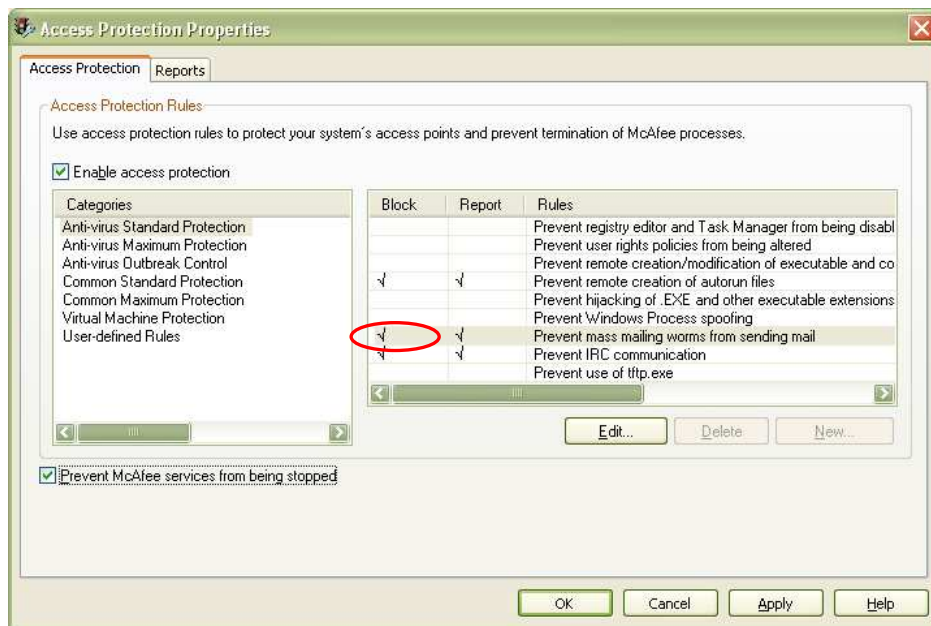 Access Protection Properties
Access Protection Reports
Access Protection Rules
Use access protection rules to protect your system's access points and prevent termination of McAfee processes.
Enable access protection
Categories
Anti-virus Standard Protection
Anti-virus Maximum Protection
Anti-virus Outbreak Control
Common Standard Protection
Common Maximum Protection
Virtual Machine Protection
User-defined Rules
Block Report Rules
Prevent registry editor and Task Manager from being disabl
Prevent user rights policies from being altered
Prevent remote creation/modification of executable and co
Prevent remote creation of autorun files
Prevent hijacking of .EXE and other executable extensions
Prevent Windows Process spoofing
Prevent mass mailing worms from sending mail
Prevent IRC communication
Prevent use of tftp.exe
Edit... Delete New...
Prevent McAfee services from being stopped
OK Cancel Apply Help